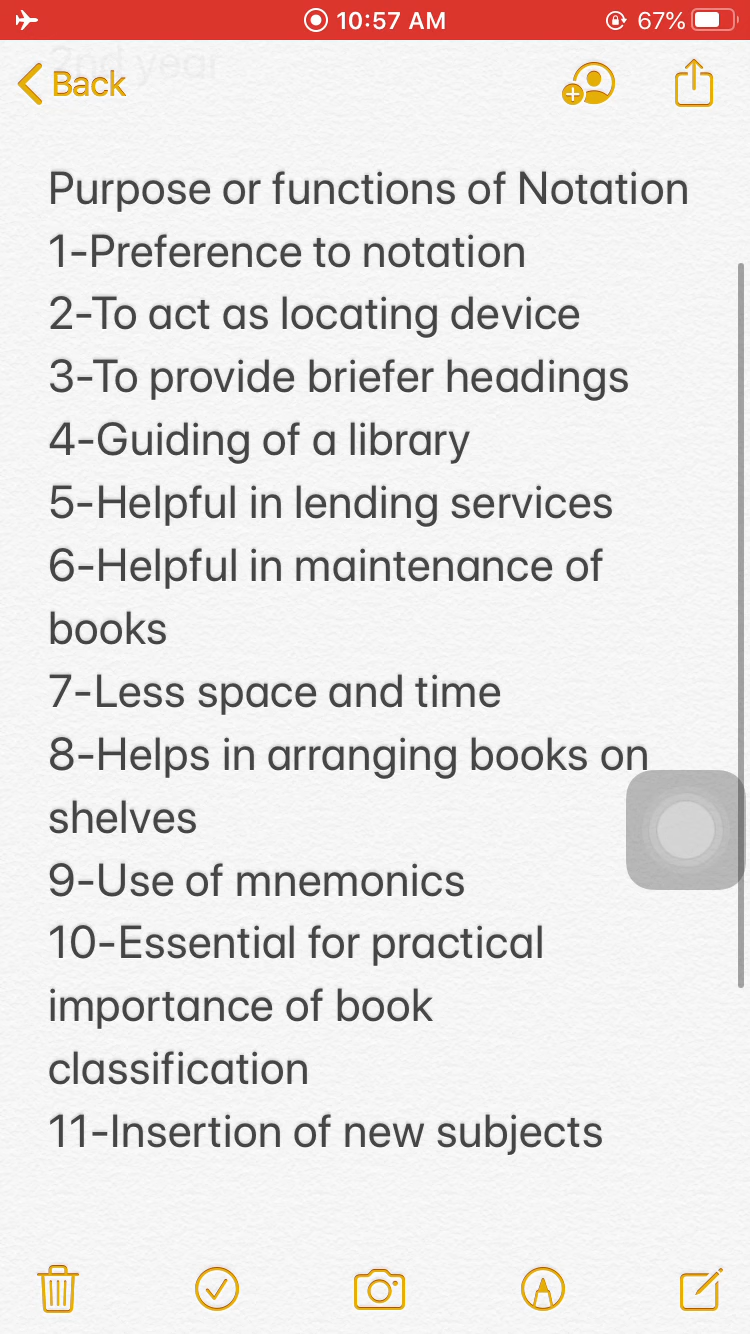 10:57 AM
67%
2nd year
Back
Purpose or functions of Notation
1-Preference to notation
2-To act as locating device
3-To provide briefer headings
4-Guiding of a library
5-Helpful in lending services
6-Helpful in maintenance of
books
7-Less space and time
8-Helps in arranging books on
shelves
9-Use of mnemonics
10-Essential for practical
importance of book
classification
11-Insertion of new subjects